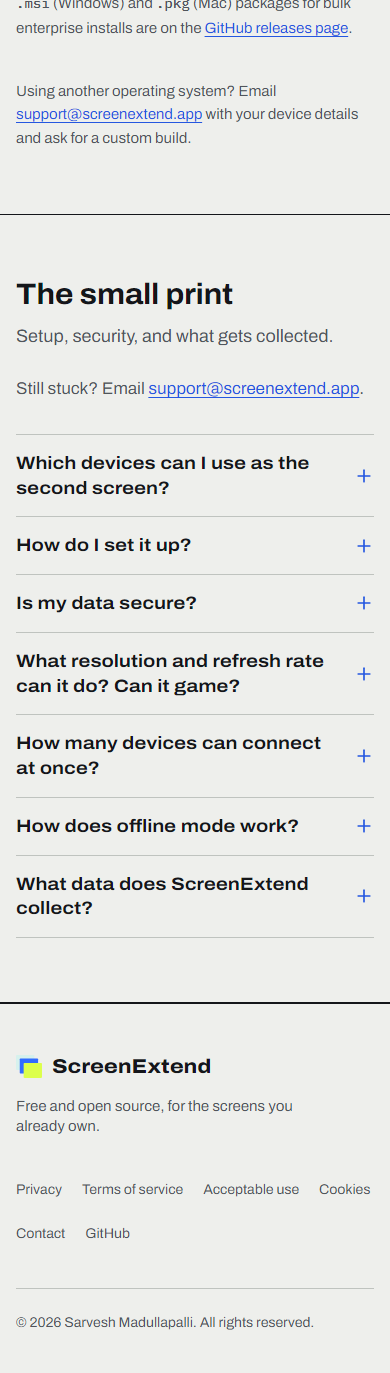 .msi (Windows) and .pkg (Mac) packages for bulk
enterprise installs are on the GitHub releases page.
Using another operating system? Email
support@screenextend.app with your device details
and ask for a custom build.
The small print
Setup, security, and what gets collected.
Still stuck? Email support@screenextend.app.
Which devices can I use as the
second screen?
How do I set it up?
Is my data secure?
What resolution and refresh rate
can it do? Can it game?
How many devices can connect
at once?
How does offline mode work?
What data does ScreenExtend
collect?
ScreenExtend
Free and open source, for the screens you
already own.
Privacy Terms of service Acceptable use Cookies
Contact GitHub
© 2026 Sarvesh Madullapalli. All rights reserved.